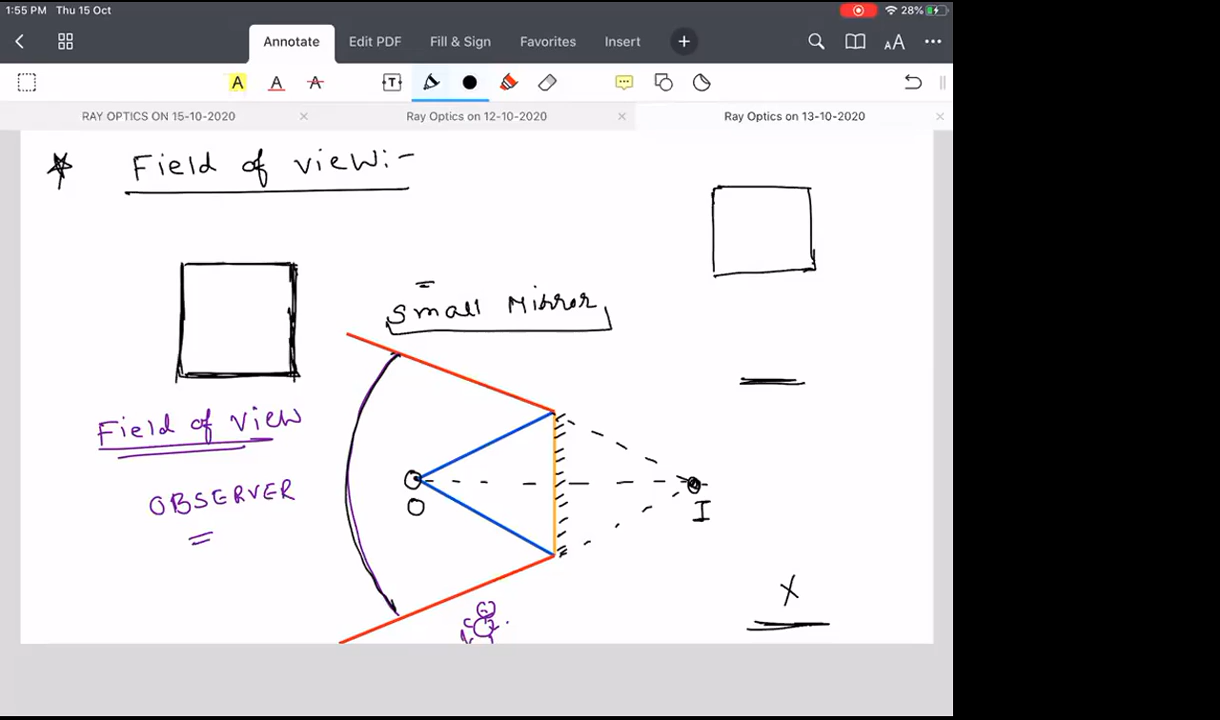 1:55 PM Thu 15 Oct
28%
Annotate Edit PDF Fill & Sign Favorites Insert
RAY OPTICS ON 15-10-2020
Ray Optics on 12-10-2020
Ray Optics on 13-10-2020
Field of view:-
Small Mirror
Field of view
OBSERVER
O
I
X